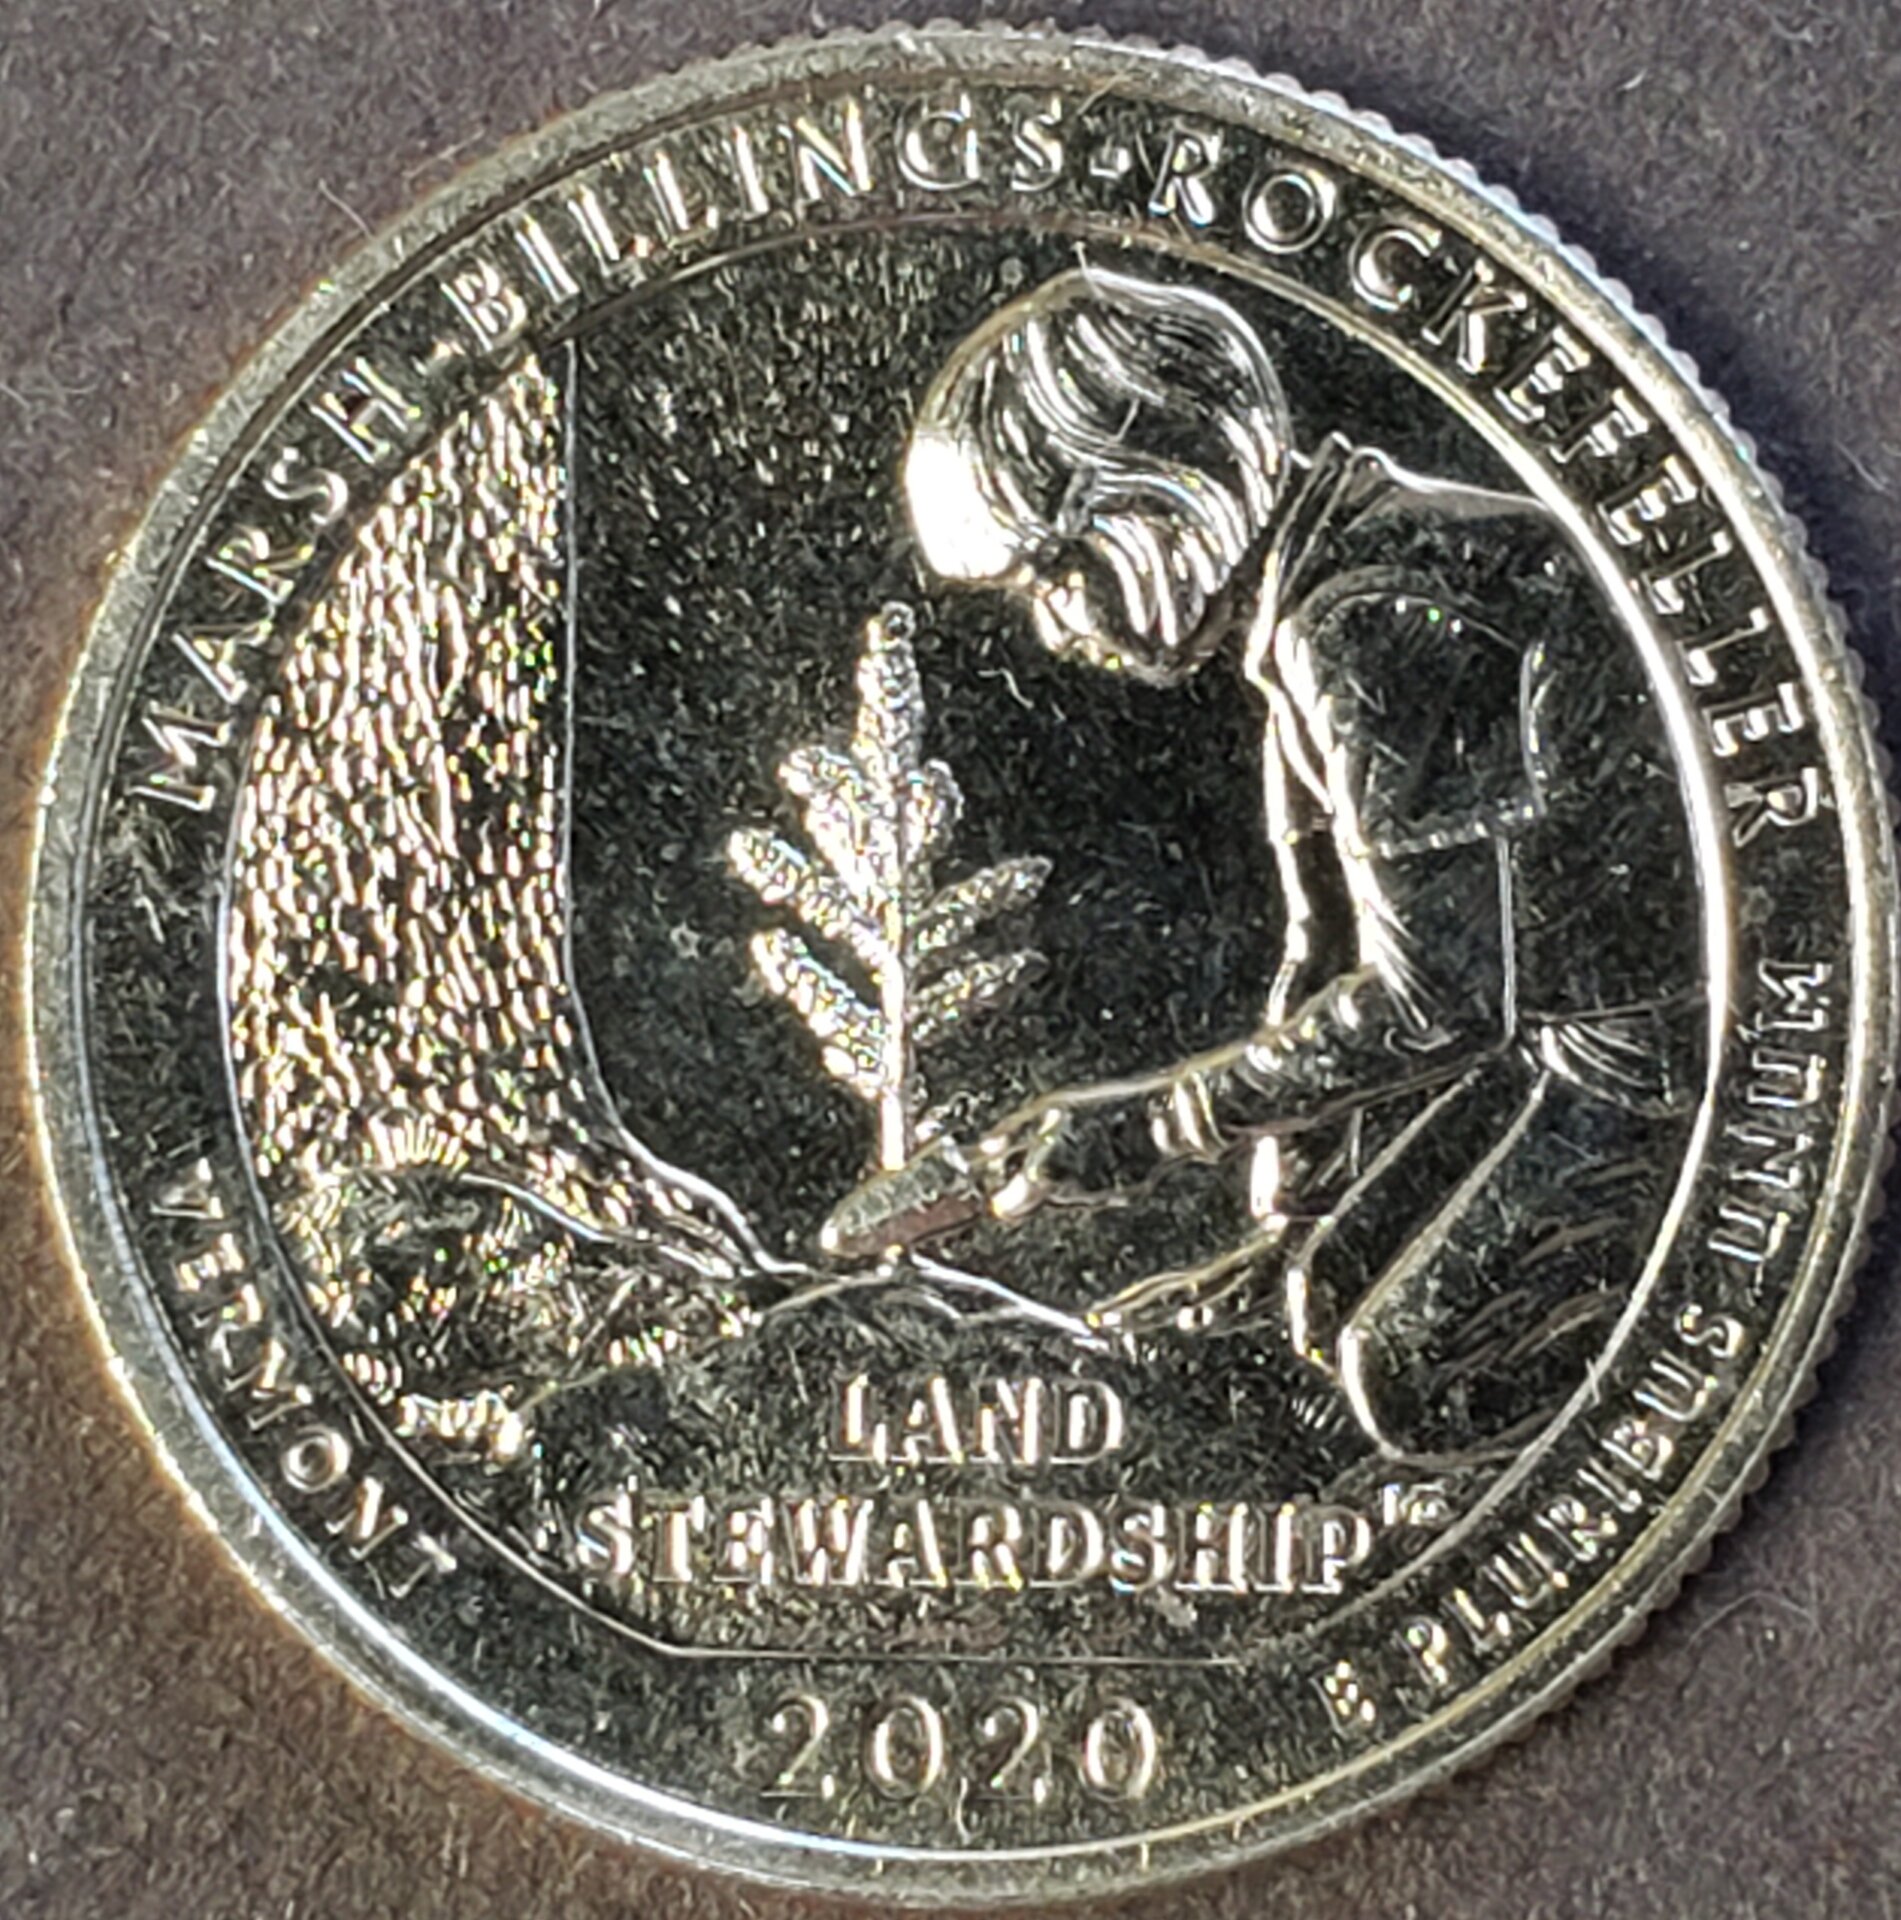 MARSH-BILLINGS-ROCKEFELLER
VERMONT
LAND
STEWARDSHIP
2020
E PLURIBUS UNUM